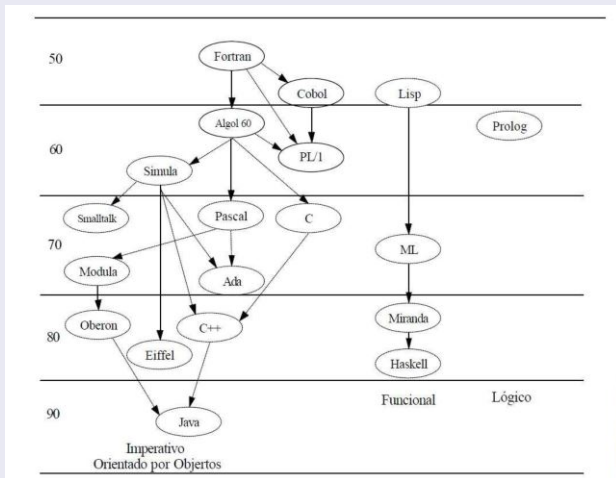 50
Fortran
Cobol
Lisp
Algol 60
Prolog
60
PL/1
Simula
Smalltalk
Pascal
C
70
ML
Modula
Ada
Oberon
C++
Miranda
80
Eiffel
Haskell
90
Java
Funcional
Lógico
Imperativo
Orientado por Objertos